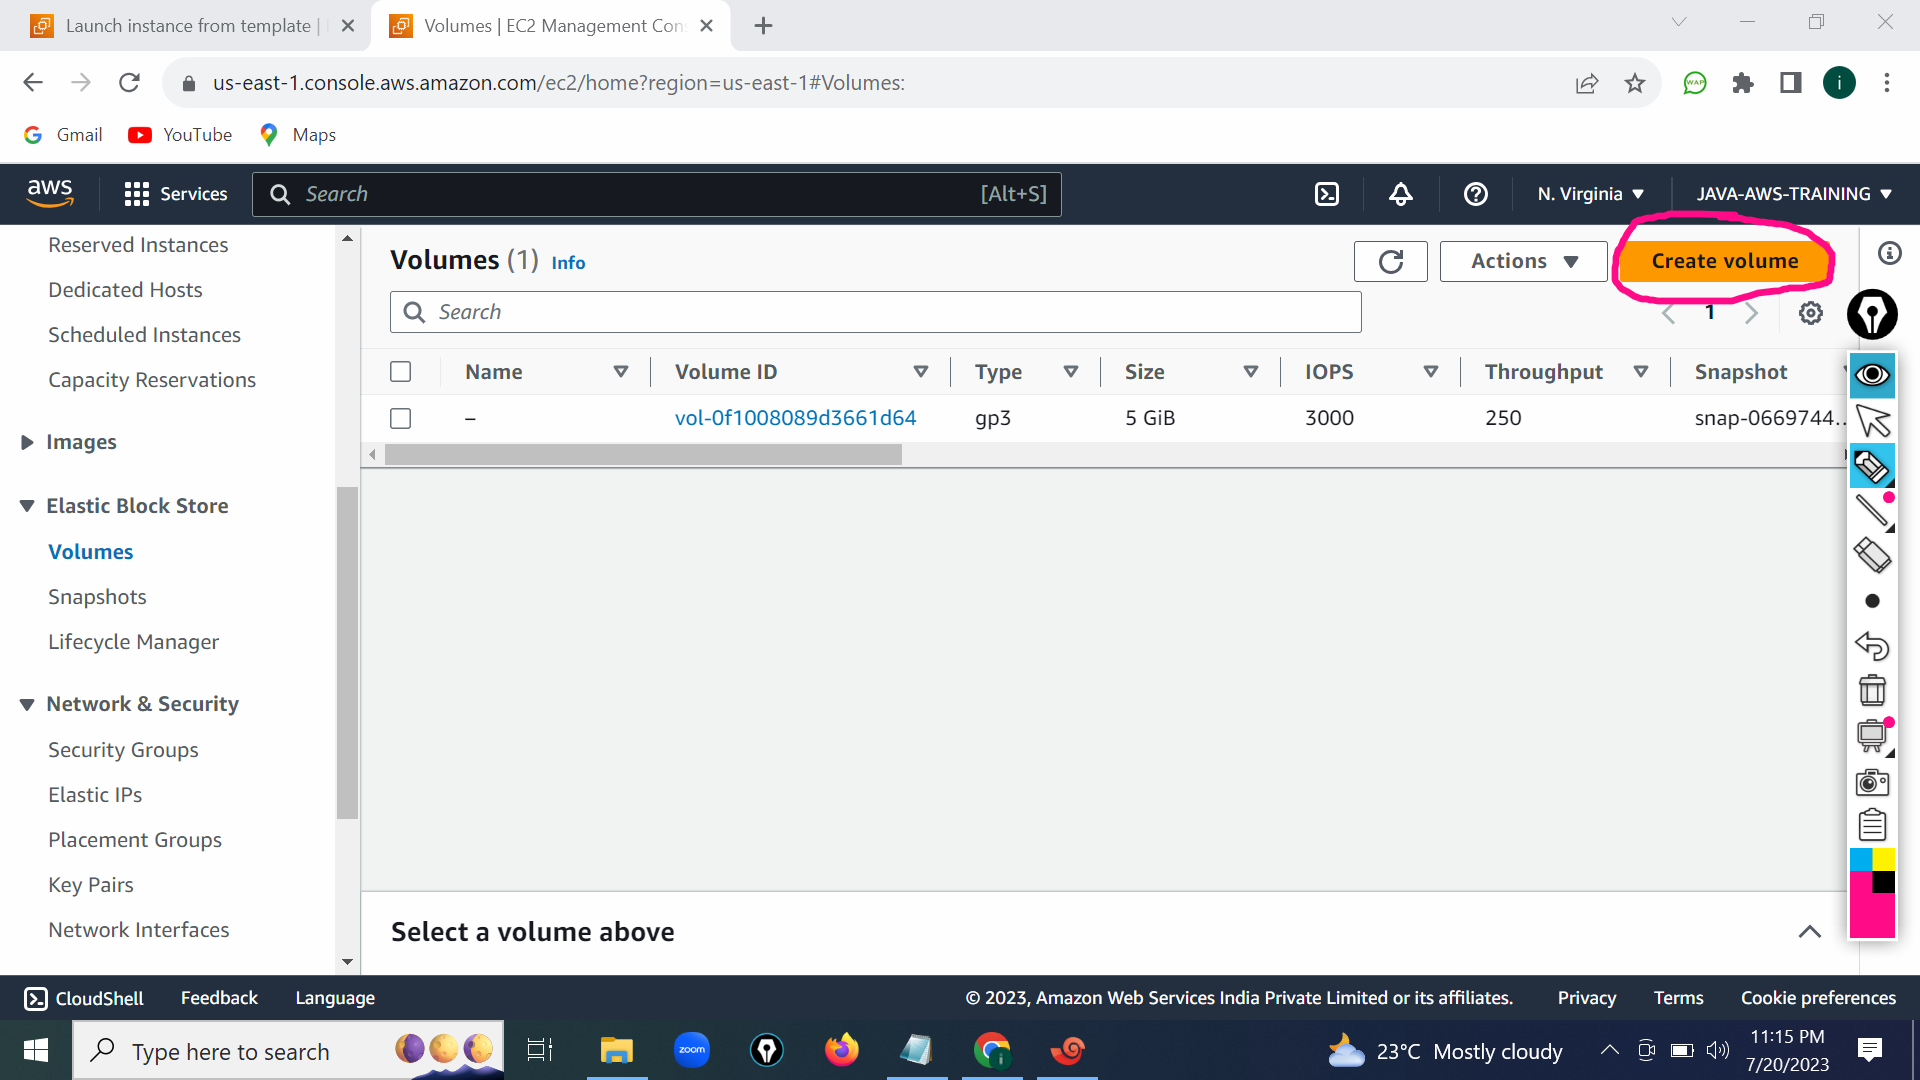 Launch instance from template |
Volumes | EC2 Management Con
us-east-1.console.aws.amazon.com/ec2/home?region=us-east-1#Volumes:
i
Gmail
YouTube
Maps
aws
Services
Search
[Alt+S]
N. Virginia
JAVA-AWS-TRAINING
Reserved Instances
Dedicated Hosts
Scheduled Instances
Capacity Reservations
Images
Elastic Block Store
Volumes
Snapshots
Lifecycle Manager
Network & Security
Security Groups
Elastic IPs
Placement Groups
Key Pairs
Network Interfaces
Volumes (1) Info
Actions
Create volume
Search
1
Name Volume ID Type Size IOPS Throughput Snapshot
– vol-0f1008089d3661d64 gp3 5 GiB 3000 250 snap-0669744...
Select a volume above
CloudShell Feedback Language
© 2023, Amazon Web Services India Private Limited or its affiliates. Privacy Terms Cookie preferences
Type here to search
zoom
23°C Mostly cloudy
11:15 PM
7/20/2023